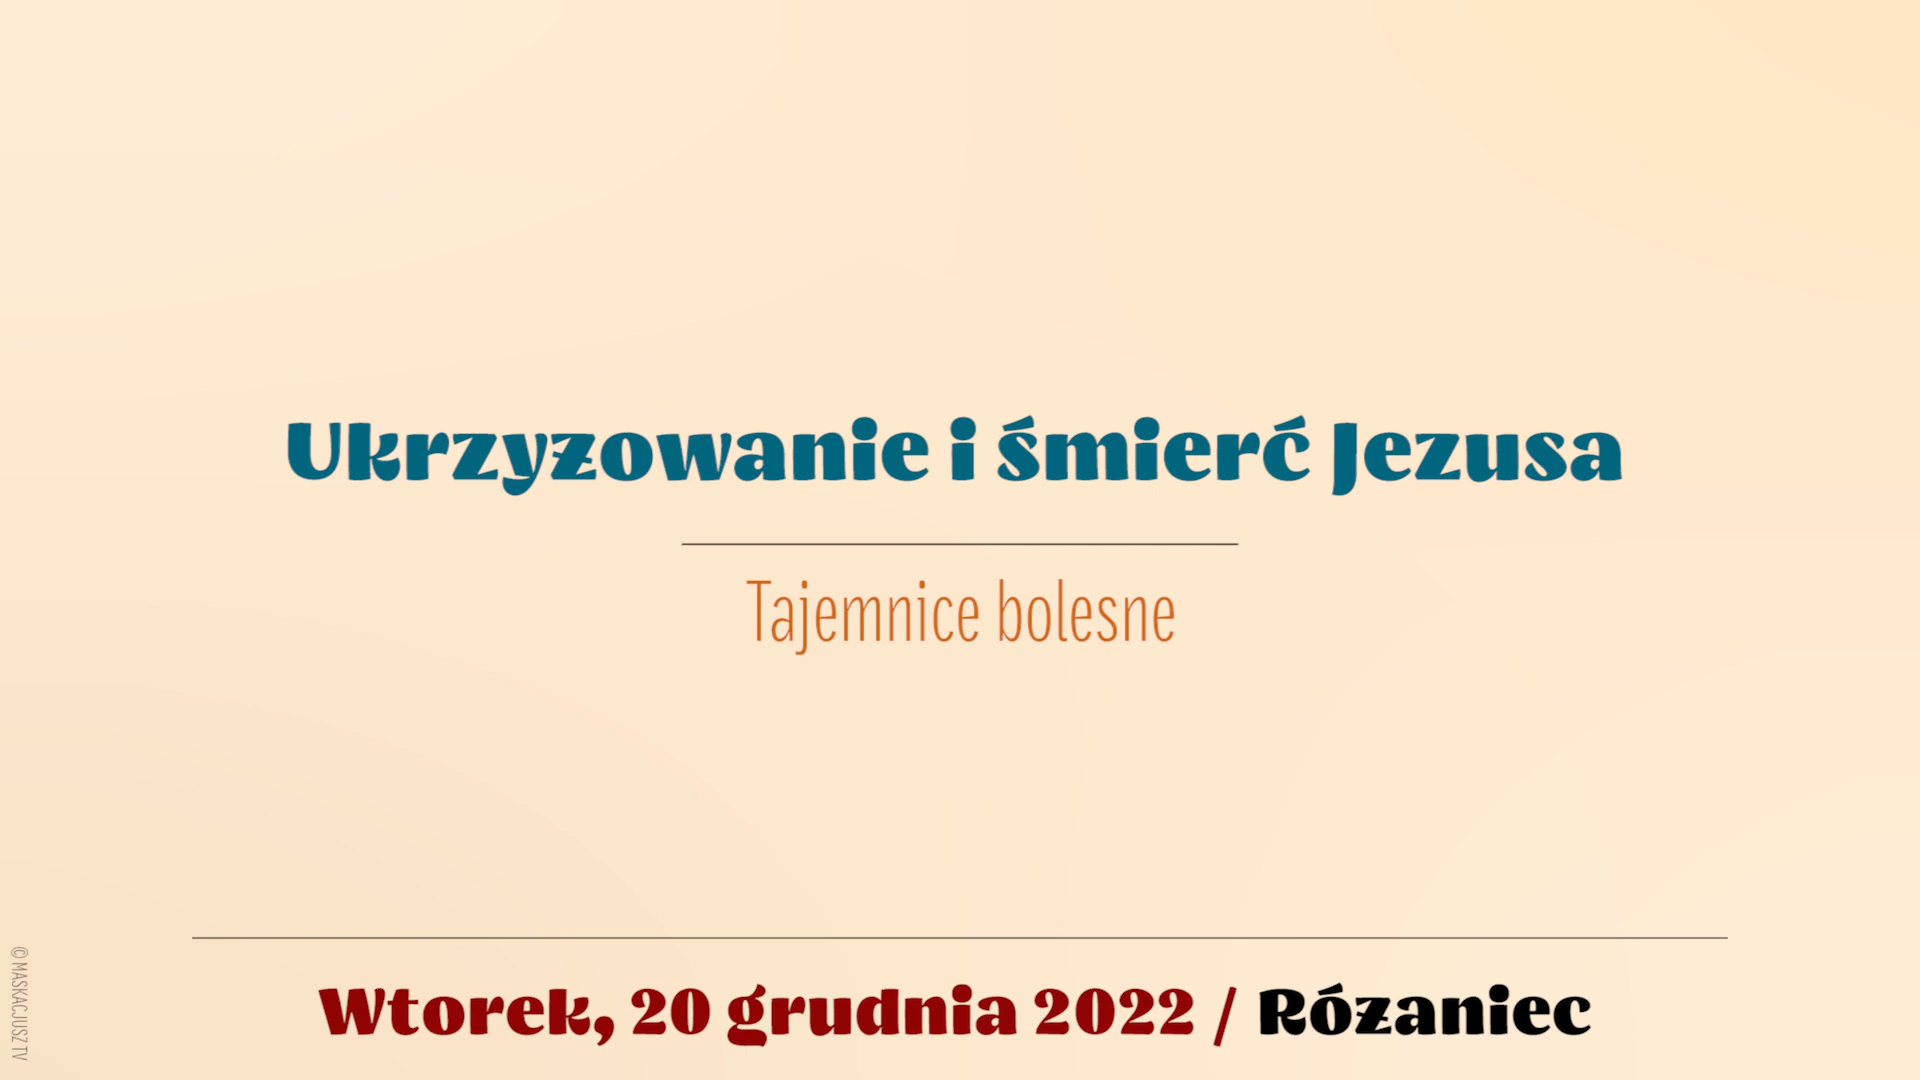 Ukrzyżowanie i śmierć Jezusa
Tajemnice bolesne
Wtorek, 20 grudnia 2022 / Różaniec
© MASKACJUSZ TV